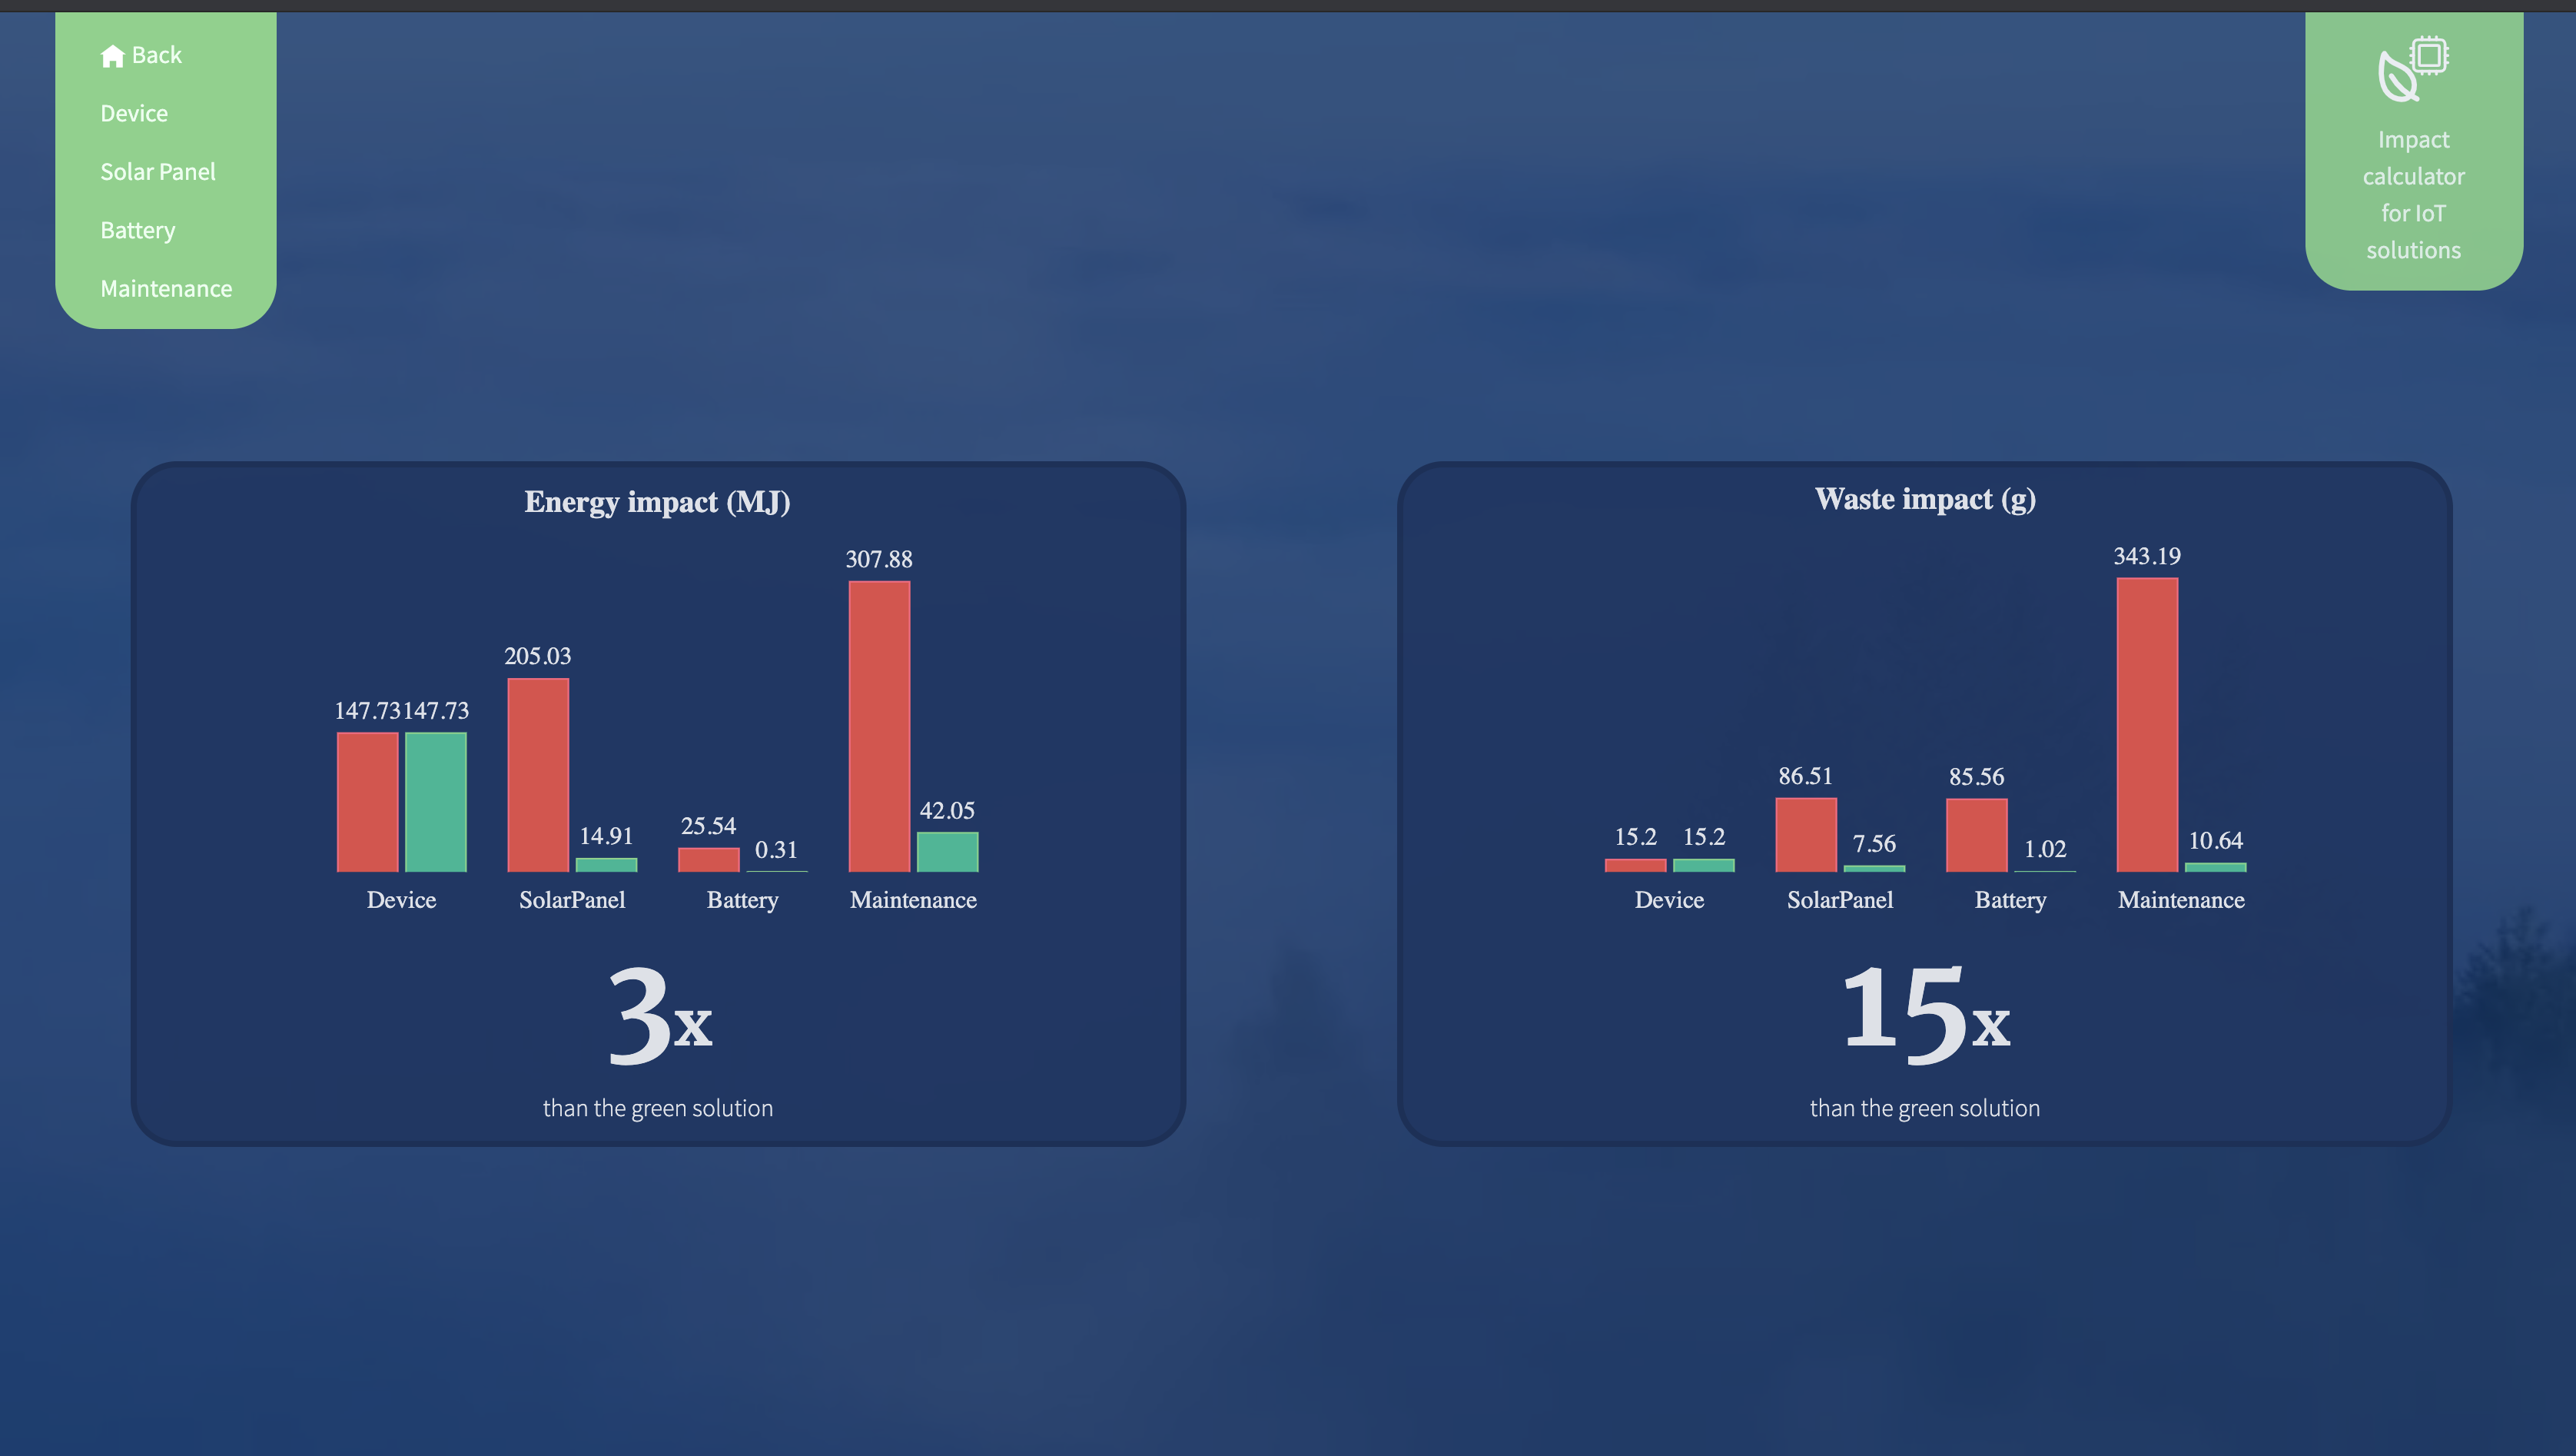 Back
Device
Solar Panel
Battery
Maintenance
Impact
calculator
for IoT
solutions
Energy impact (MJ)
307.88
205.03
147.73 147.73
42.05
25.54
14.91
0.31
Device SolarPanel Battery Maintenance
3x
than the green solution
Waste impact (g)
343.19
86.51
85.56
15.2 15.2
7.56
1.02
10.64
Device SolarPanel Battery Maintenance
15x
than the green solution